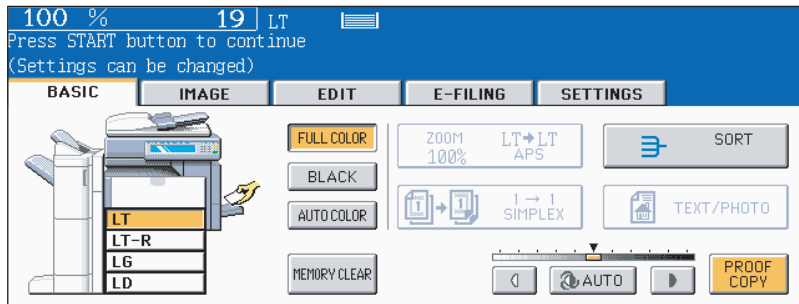 100 % 19 LT
Press START button to continue
(Settings can be changed)
BASIC IMAGE EDIT E-FILING SETTINGS
FULL COLOR
BLACK
AUTO COLOR
MEMORY CLEAR
ZOOM
100%
LT→LT
APS
SORT
1 → 1
1 → 1
SIMPLEX
TEXT/PHOTO
LT
LT-R
LG
LD
AUTO
PROOF
COPY